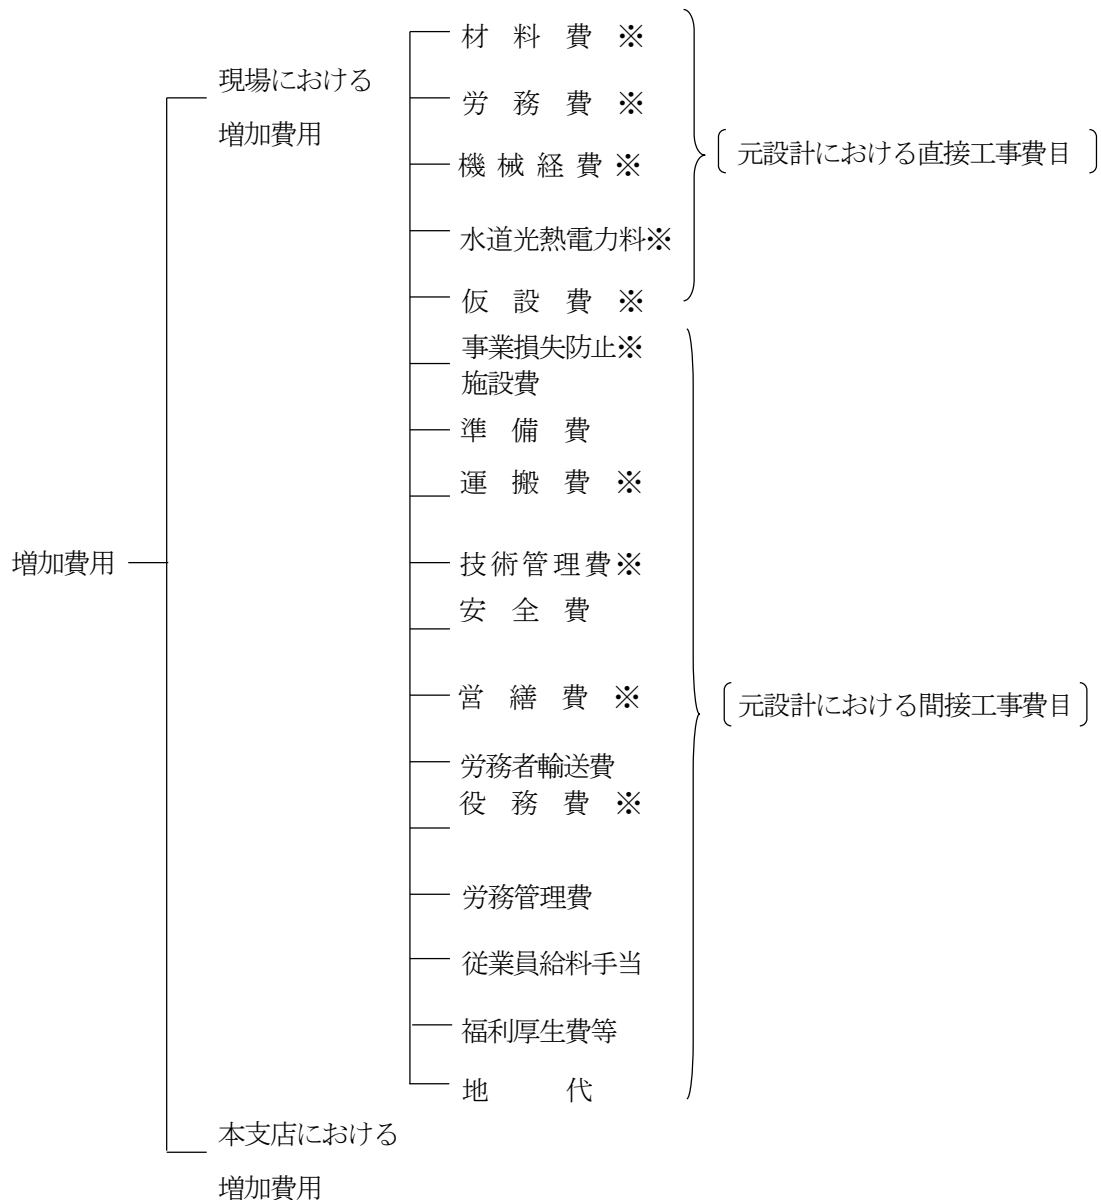 増加費用
現場における
増加費用
材料費※
労務費※
機械経費※
水道光熱電力料※
仮設費※
〔元設計における直接工事費目〕
事業損失防止※
施設費
準備費
運搬費※
技術管理費※
安全費
営繕費※
労務者輸送費
役務費※
労務管理費
従業員給料手当
福利厚生費等
地代
〔元設計における間接工事費目〕
本支店における
増加費用